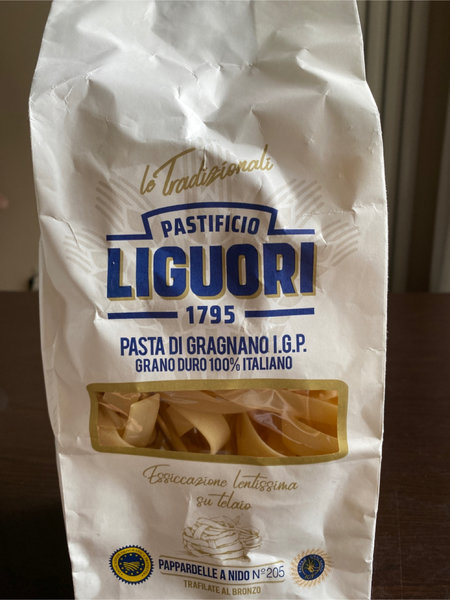 le Tradizionali
PASTIFICIO
LIGUORI
1795
PASTA DI GRAGNANO I.G.P.
GRANO DURO 100% ITALIANO
Essiccazione lentissima
su telaio
PAPPARDELLE A NIDO N° 205
TRAFILATE AL BRONZO